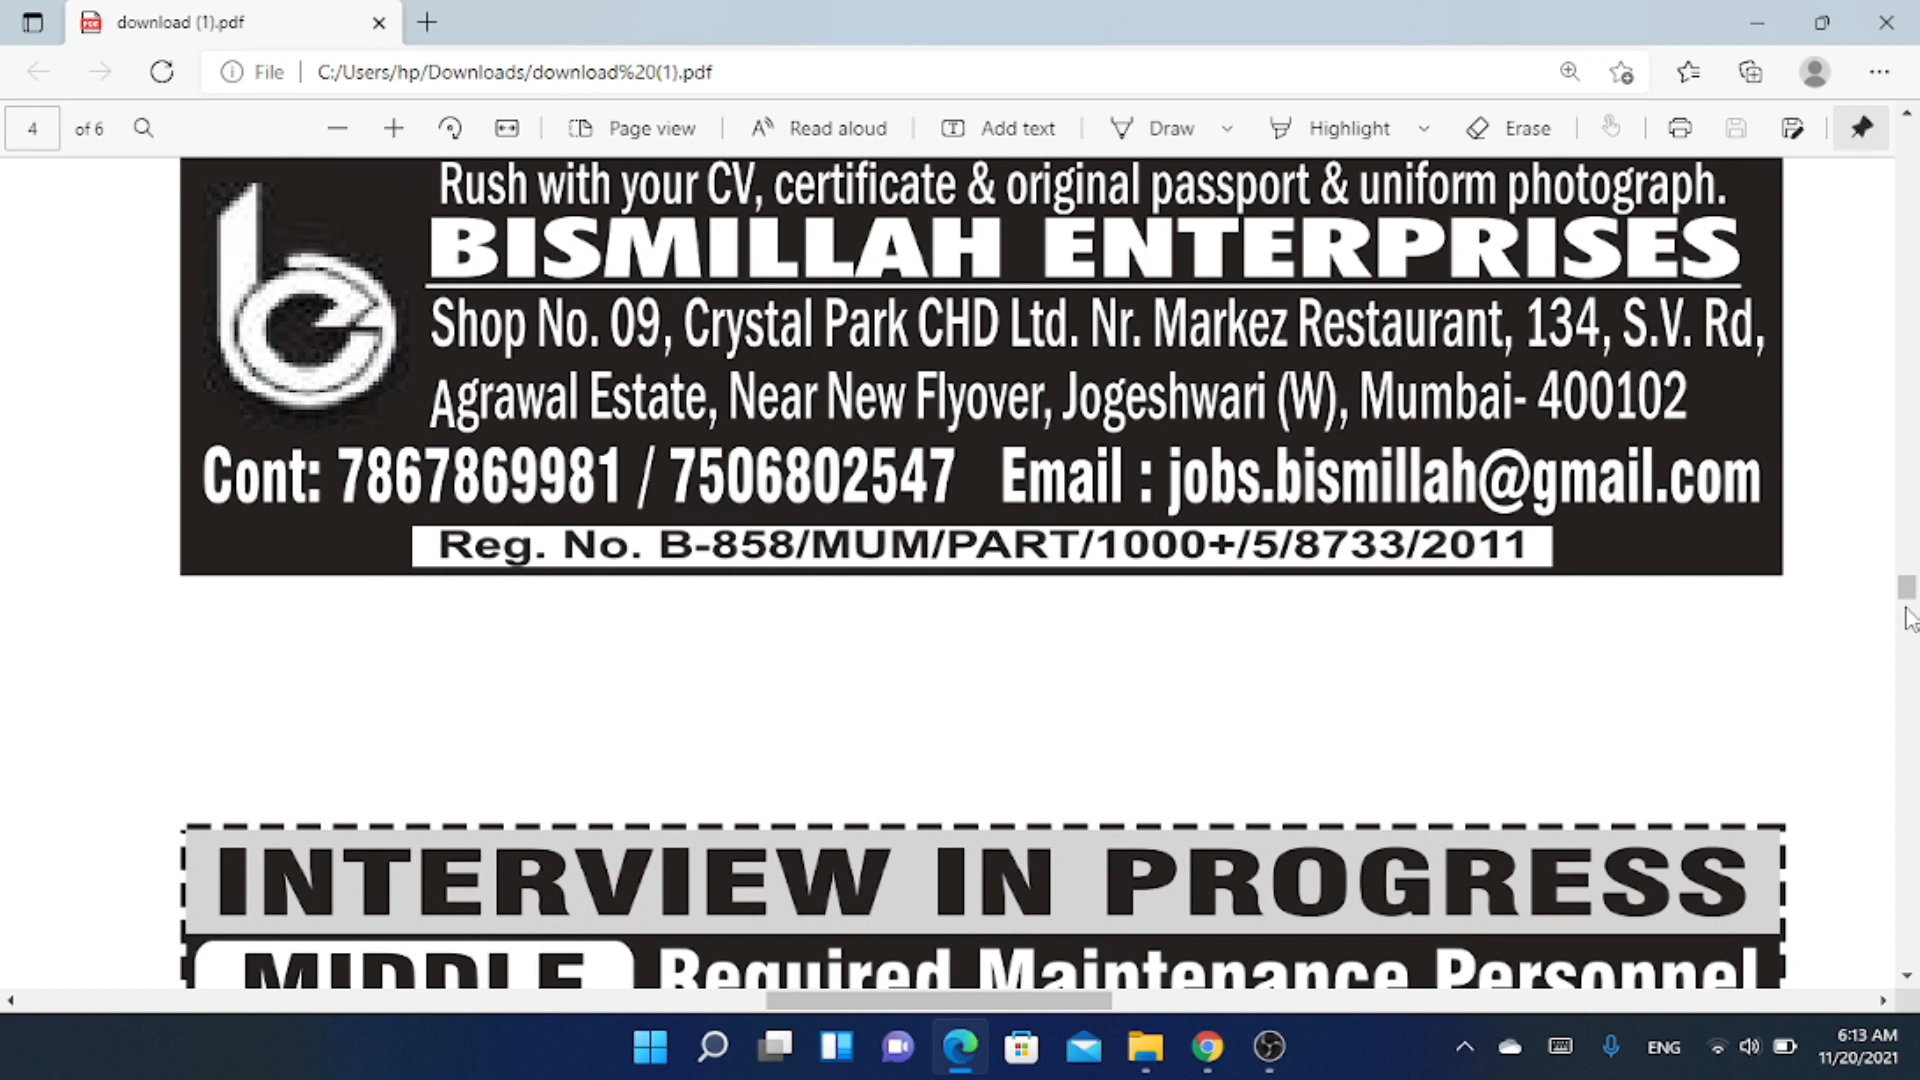 download (1).pdf
File
C:/Users/hp/Downloads/download%20(1).pdf
4 of 6
Page view
Read aloud
Add text
Draw
Highlight
Erase
Rush with your CV, certificate & original passport & uniform photograph.
BISMILLAH ENTERPRISES
Shop No. 09, Crystal Park CHD Ltd. Nr. Markez Restaurant, 134, S.V. Rd,
Agrawal Estate, Near New Flyover, Jogeshwari (W), Mumbai- 400102
Cont: 7867869981 / 7506802547 Email : jobs.bismillah@gmail.com
Reg. No. B-858/MUM/PART/1000+/5/8733/2011
INTERVIEW IN PROGRESS
MIDDLE Required Maintenance Personnel
ENG
6:13 AM
11/20/2021